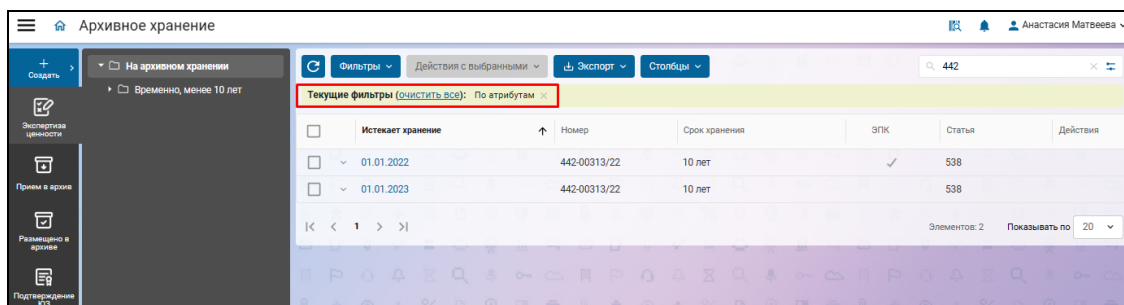 Архивное хранение
Анастасия Матвеева
Создать
Экспертиза
ценности
Прием в архив
Размещено в
архиве
Подтверждение
ЮЗ
На архивном хранении
Временно, менее 10 лет
Фильтры
Действия с выбранными
Экспорт
Столбцы
442
Текущие фильтры (очистить все): По атрибутам
Истекает хранение Номер Срок хранения ЭПК Статья Действия
01.01.2022 442-00313/22 10 лет 538
01.01.2023 442-00313/22 10 лет 538
1
Элементов: 2 Показывать по 20